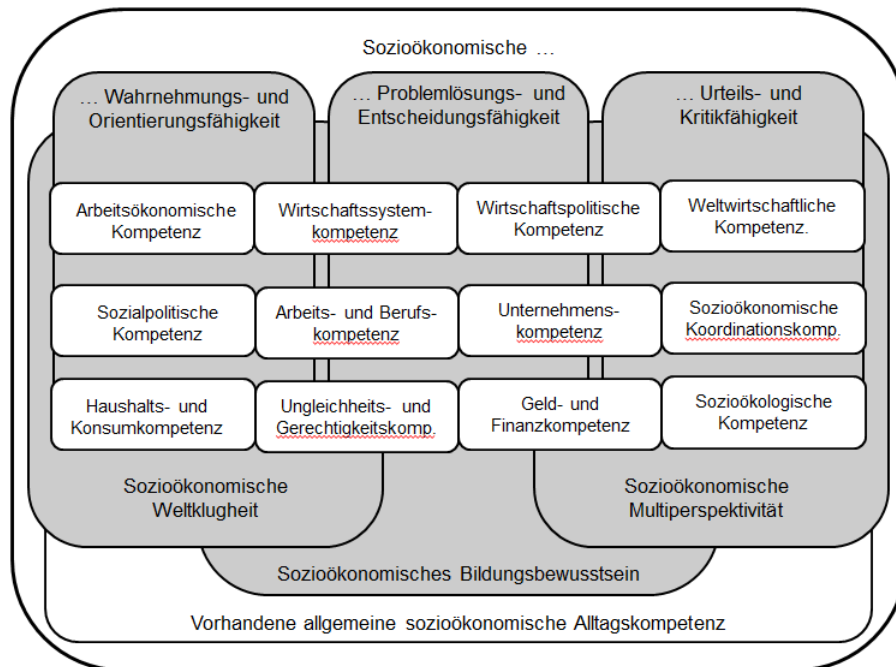 Sozioökonomische …
… Wahrnehmungs- und
Orientierungsfähigkeit
… Problemlösungs- und
Entscheidungsfähigkeit
… Urteils- und
Kritikfähigkeit
Arbeitsökonomische
Kompetenz
Wirtschaftssystem-
kompetenz
Wirtschaftspolitische
Kompetenz
Weltwirtschaftliche
Kompetenz.
Sozialpolitische
Kompetenz
Arbeits- und Berufs-
kompetenz
Unternehmens-
kompetenz
Sozioökonomische
Koordinationskomp.
Haushalts- und
Konsumkompetenz
Ungleichheits- und
Gerechtigkeitskomp.
Geld- und
Finanzkompetenz
Sozioökologische
Kompetenz
Sozioökonomische
Weltklugheit
Sozioökonomische
Multiperspektivität
Sozioökonomisches Bildungsbewusstsein
Vorhandene allgemeine sozioökonomische Alltagskompetenz